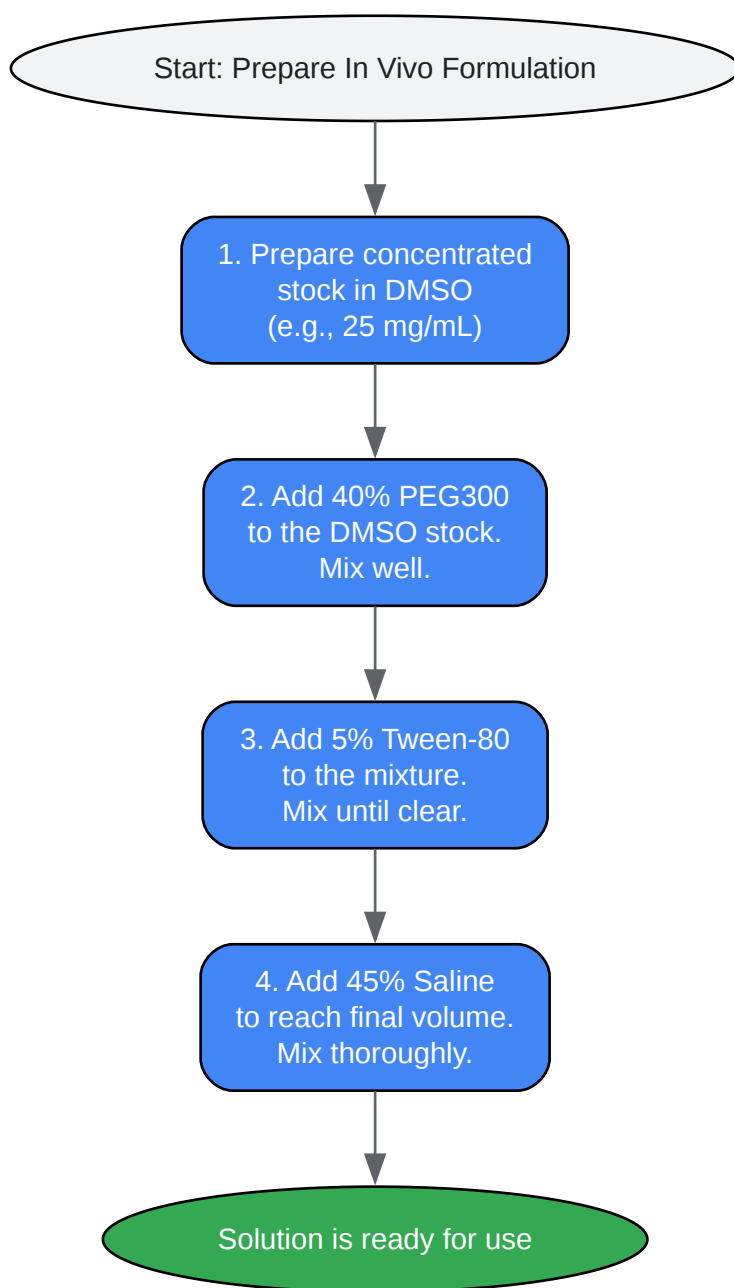 Start: Prepare In Vivo Formulation
1. Prepare concentrated
stock in DMSO
(e.g., 25 mg/mL)
2. Add 40% PEG300
to the DMSO stock.
Mix well.
3. Add 5% Tween-80
to the mixture.
Mix until clear.
4. Add 45% Saline
to reach final volume.
Mix thoroughly.
Solution is ready for use